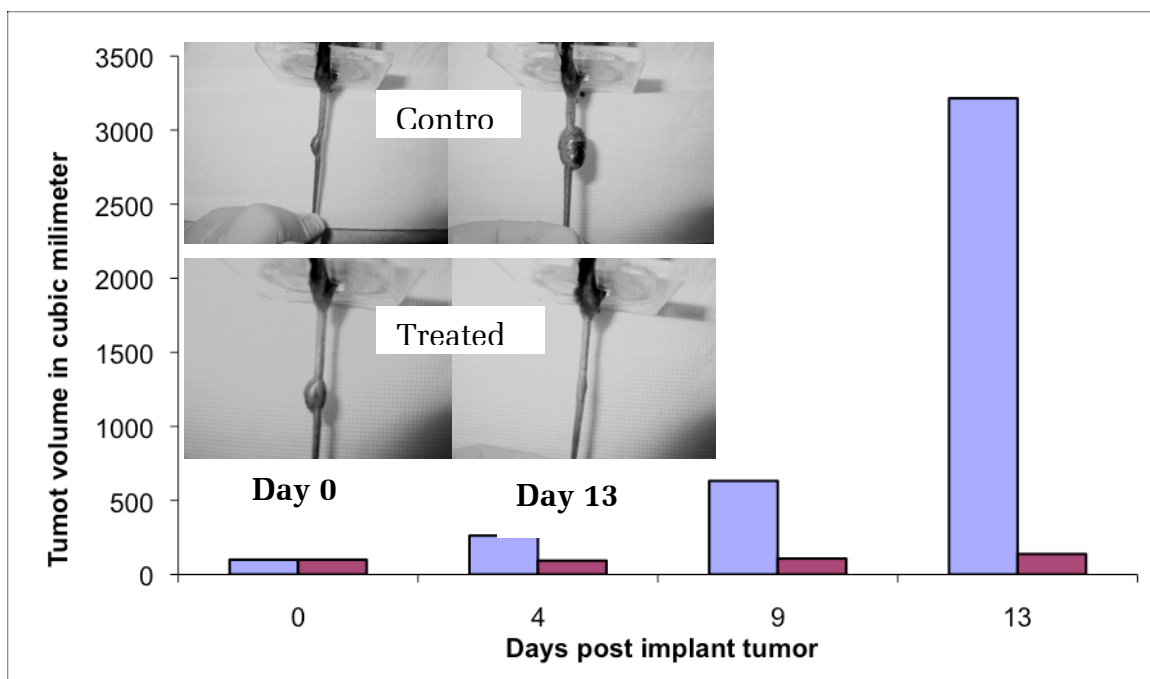 3500
3000
2500
2000
1500
1000
500
0
Tumot volume in cubic milimeter
Contro
Treated
Day 0
Day 13
0
4
9
13
Days post implant tumor